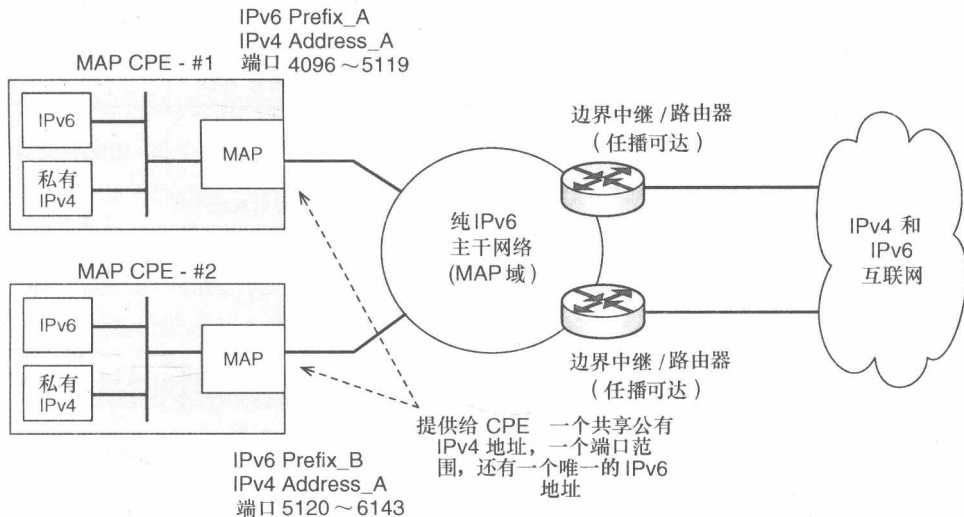 IPv6 Prefix_A
IPv4 Address_A
端口 4096～5119
MAP CPE - #1
IPv6
私有
IPv4
MAP
边界中继/路由器
（任播可达）
纯IPv6
主干网络
(MAP域)
IPv4 和
IPv6
互联网
MAP CPE - #2
IPv6
私有
IPv4
MAP
边界中继/路由器
（任播可达）
提供给 CPE 一个共享公有
IPv4 地址，一个端口范
围，还有一个唯一的 IPv6
地址
IPv6 Prefix_B
IPv4 Address_A
端口 5120～6143